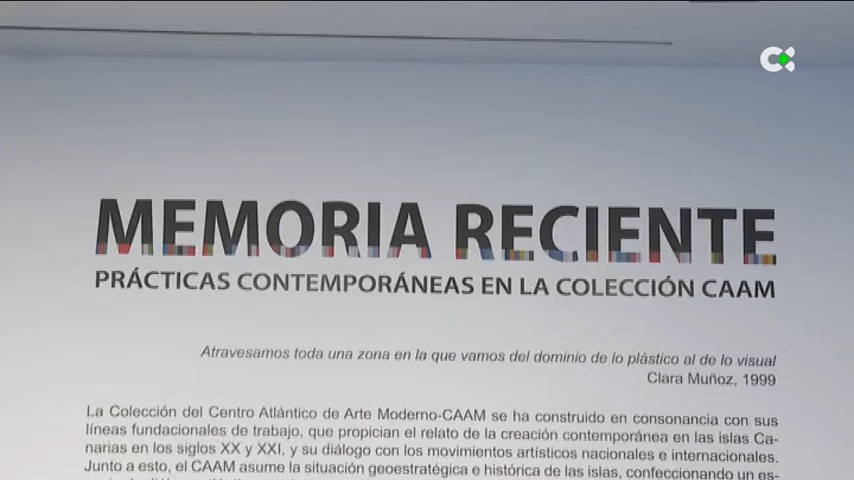 MEMORIA RECIENTE
PRÁCTICAS CONTEMPORÁNEAS EN LA COLECCIÓN CAAM
Atravesamos toda una zona en la que vamos del dominio de lo plástico al de lo visual
Clara Muñoz, 1999
La Colección del Centro Atlántico de Arte Moderno-CAAM se ha construido en consonancia con sus
líneas fundacionales de trabajo, que propician el relato de la creación contemporánea en las islas Ca-
narias en los siglos XX y XXI, y su diálogo con los movimientos artísticos nacionales e internacionales.
Junto a esto, el CAAM asume la situación geoestratégica e histórica de las islas, confeccionando un es-